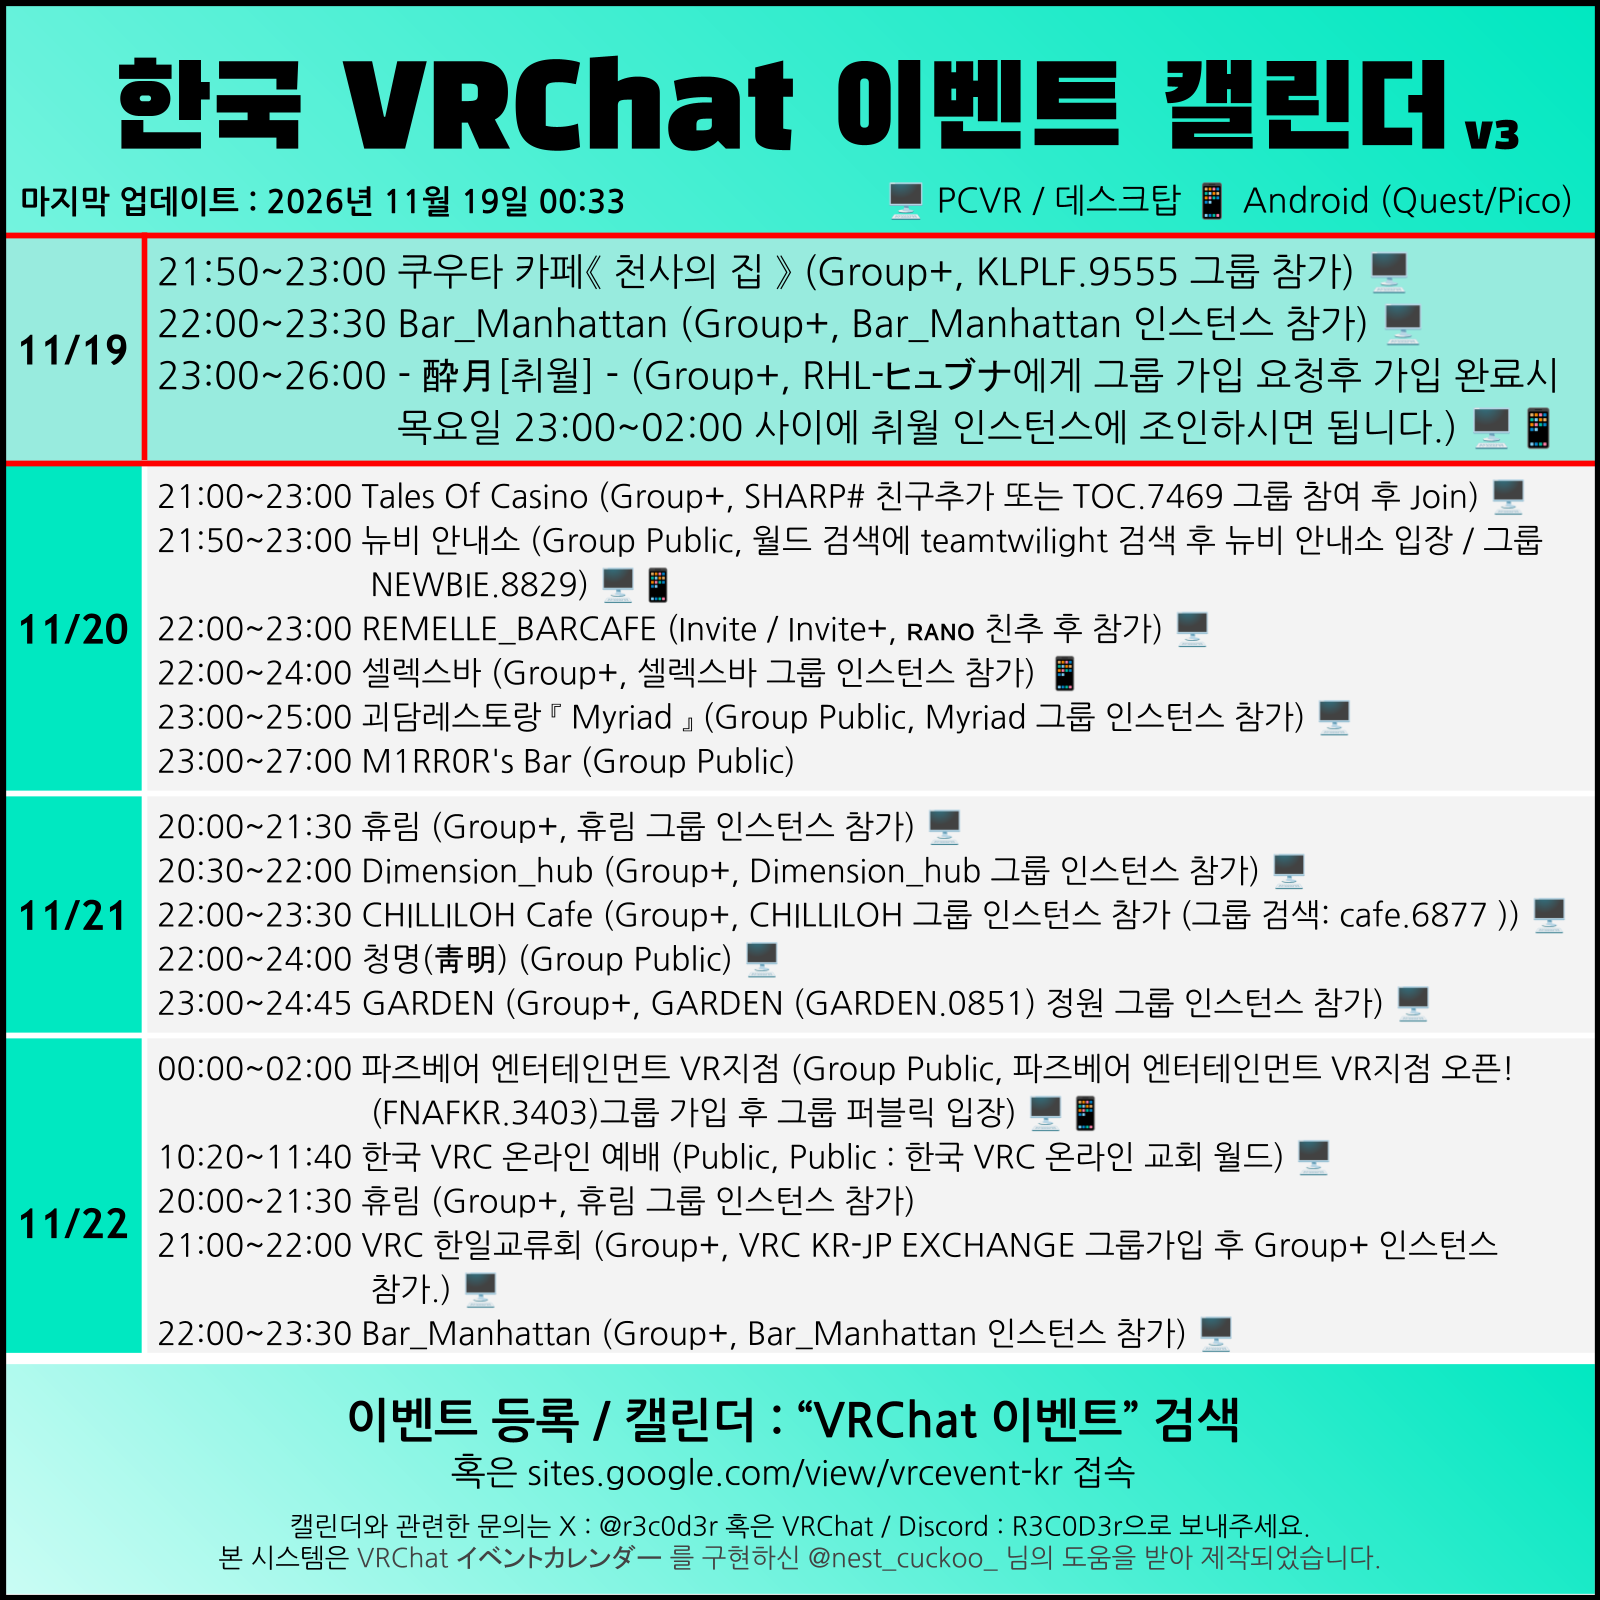 한국 VRChat 이벤트 캘린더 v3
마지막 업데이트 : 2026년 11월 19일 00:33
🖥️ PCVR / 데스크탑 📱 Android (Quest/Pico)
11/19
21:50~23:00 쿠우타 카페《 천사의 집 》 (Group+, KLPLF.9555 그룹 참가) 🖥️
22:00~23:30 Bar_Manhattan (Group+, Bar_Manhattan 인스턴스 참가) 🖥️
23:00~26:00 - 酔月[취월] - (Group+, RHL-ヒュブナ에게 그룹 가입 요청후 가입 완료시
목요일 23:00~02:00 사이에 취월 인스턴스에 조인하시면 됩니다.) 🖥️📱
11/20
21:00~23:00 Tales Of Casino (Group+, SHARP# 친구추가 또는 TOC.7469 그룹 참여 후 Join) 🖥️
21:50~23:00 뉴비 안내소 (Group Public, 월드 검색에 teamtwilight 검색 후 뉴비 안내소 입장 / 그룹
NEWBIE.8829) 🖥️📱
22:00~23:00 REMELLE_BARCAFE (Invite / Invite+, ʀᴀɴᴏ 친추 후 참가) 🖥️
22:00~24:00 셀렉스바 (Group+, 셀렉스바 그룹 인스턴스 참가) 📱
23:00~25:00 괴담레스토랑『 Myriad 』 (Group Public, Myriad 그룹 인스턴스 참가) 🖥️
23:00~27:00 M1RR0R's Bar (Group Public)
11/21
20:00~21:30 휴림 (Group+, 휴림 그룹 인스턴스 참가) 🖥️
20:30~22:00 Dimension_hub (Group+, Dimension_hub 그룹 인스턴스 참가) 🖥️
22:00~23:30 CHILLILOH Cafe (Group+, CHILLILOH 그룹 인스턴스 참가 (그룹 검색: cafe.6877 )) 🖥️
22:00~24:00 청명(靑明) (Group Public) 🖥️
23:00~24:45 GARDEN (Group+, GARDEN (GARDEN.0851) 정원 그룹 인스턴스 참가) 🖥️
11/22
00:00~02:00 파즈베어 엔터테인먼트 VR지점 (Group Public, 파즈베어 엔터테인먼트 VR지점 오픈!
(FNAFKR.3403)그룹 가입 후 그룹 퍼블릭 입장) 🖥️📱
10:20~11:40 한국 VRC 온라인 예배 (Public, Public : 한국 VRC 온라인 교회 월드) 🖥️
20:00~21:30 휴림 (Group+, 휴림 그룹 인스턴스 참가)
21:00~22:00 VRC 한일교류회 (Group+, VRC KR-JP EXCHANGE 그룹가입 후 Group+ 인스턴스
참가.) 🖥️
22:00~23:30 Bar_Manhattan (Group+, Bar_Manhattan 인스턴스 참가) 🖥️
이벤트 등록 / 캘린더 : “VRChat 이벤트” 검색
혹은 sites.google.com/view/vrcevent-kr 접속
캘린더와 관련한 문의는 X : @r3c0d3r 혹은 VRChat / Discord : R3C0D3r으로 보내주세요.
본 시스템은 VRChat イベントカレンダー 를 구현하신 @nest_cuckoo_ 님의 도움을 받아 제작되었습니다.